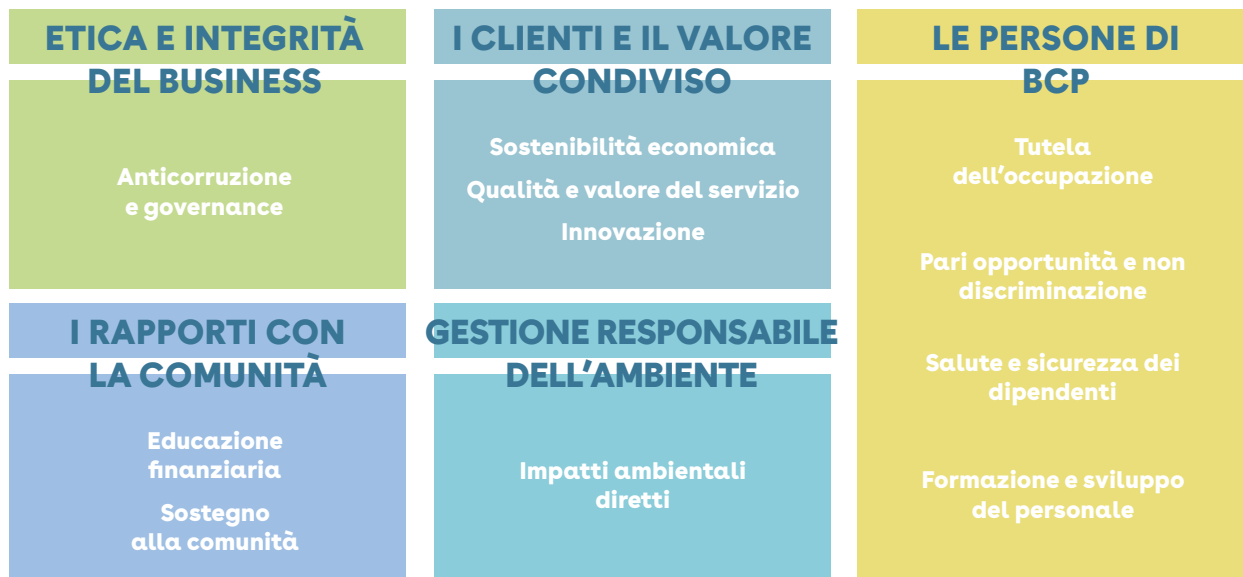 ETICA E INTEGRITÀ
DEL BUSINESS
Anticorruzione
e governance
I CLIENTI E IL VALORE
CONDIVISO
Sostenibilità economica
Qualità e valore del servizio
Innovazione
LE PERSONE DI
BCP
Tutela
dell'occupazione
Pari opportunità e non
discriminazione
Salute e sicurezza dei
dipendenti
Formazione e sviluppo
del personale
I RAPPORTI CON
LA COMUNITÀ
Educazione
finanziaria
Sostegno
alla comunità
GESTIONE RESPONSABILE
DELL'AMBIENTE
Impatti ambientali
diretti